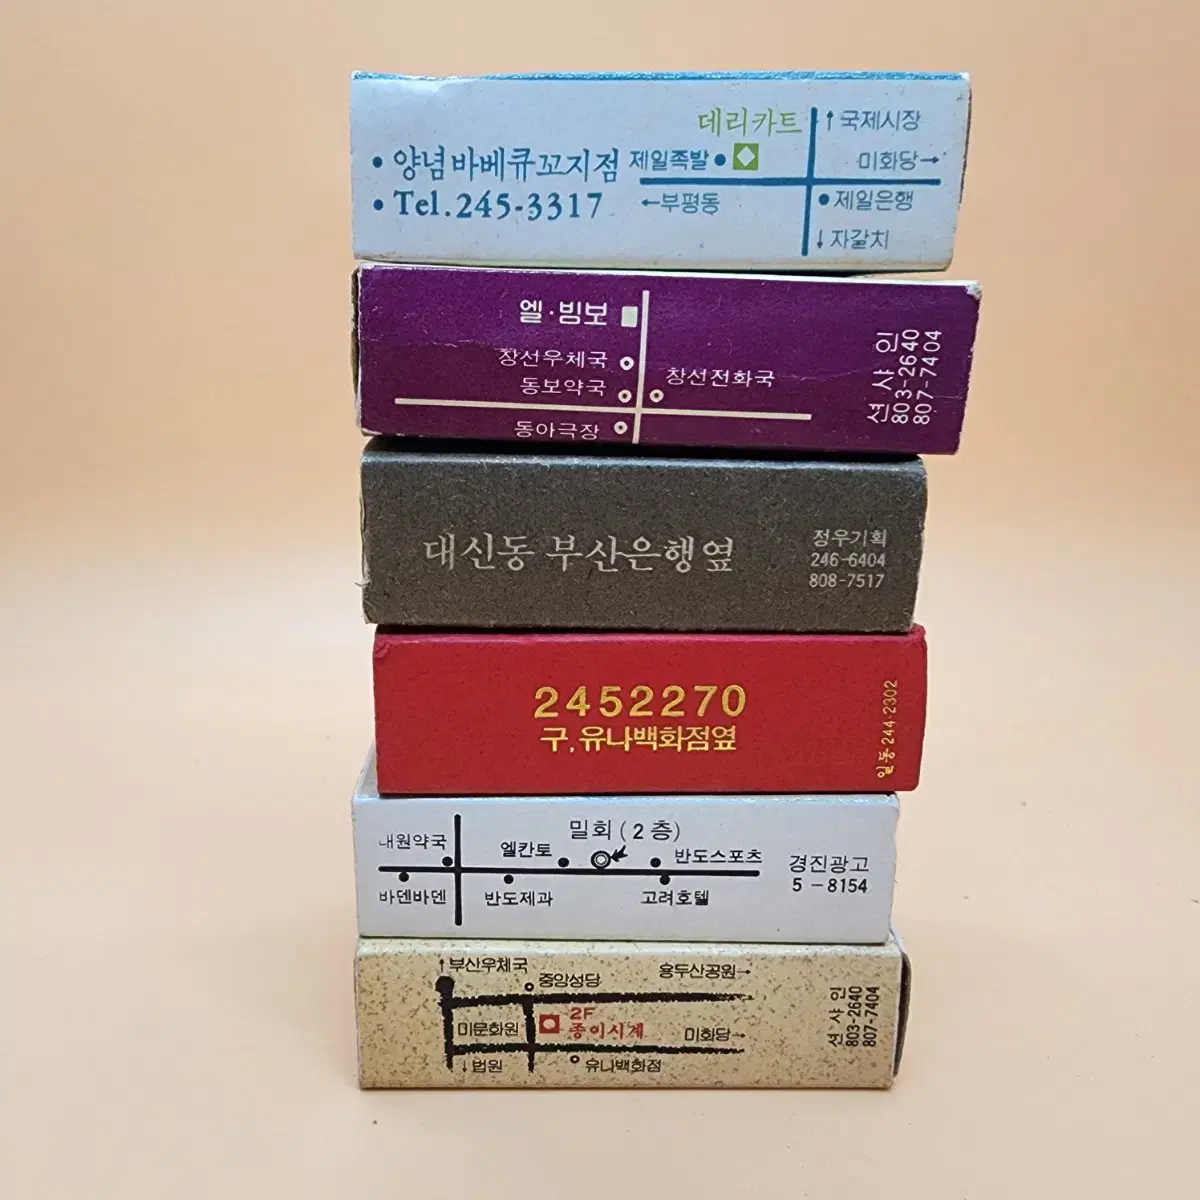 데리카트
↑국제시장
• 양념 바베큐꼬지점
제일족발 •
미화당→
• Tel. 245-3317
←부평동
• 제일은행
↓자갈치
엘·빔보
창선우체국
창선전화국
동보약국
동아극장
션샤인
803-2640
807-7404
대신동 부산은행옆
정우기획
246-6404
808-7517
2452270
구, 유나백화점옆
일동 244-2302
밀회 (2층)
내원약국
엘칸토
반도스포츠
바덴바덴
반도제과
고려호텔
경진광고
5-8154
↑부산우체국
중앙성당
용두산공원→
미문화원
2F
종이시계
미화당→
↓법원
유나백화점
션샤인
803-2640
807-7404